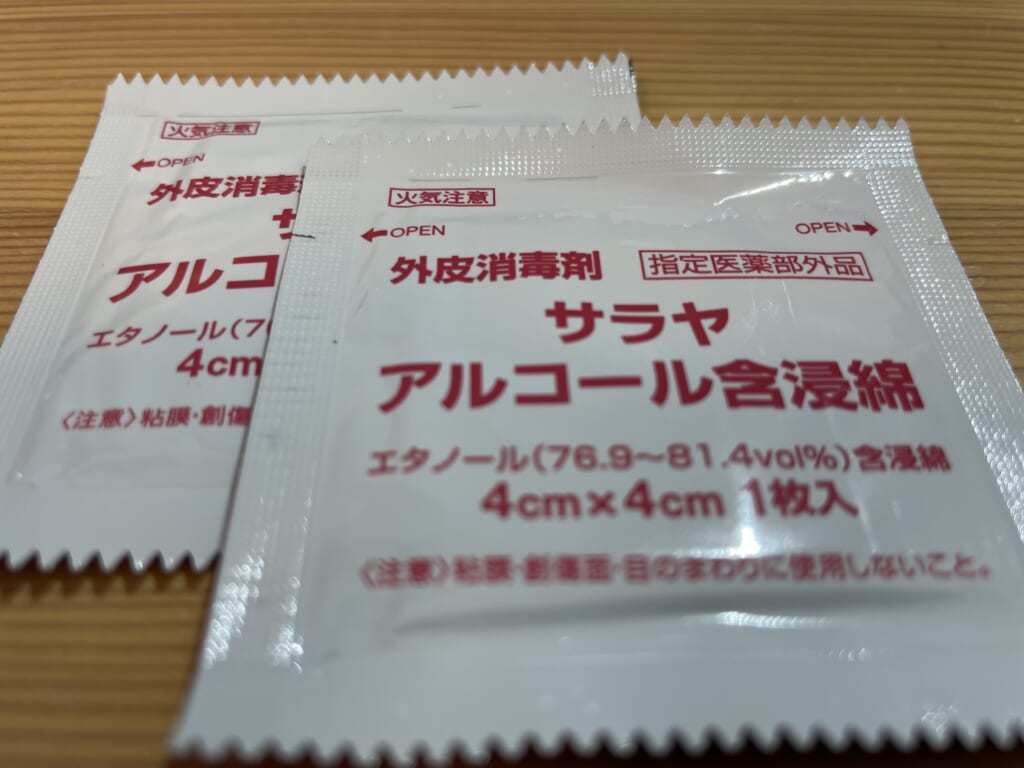 火気注意
OPEN
外皮消毒
サ
アルコ
エタノール(7
4cm
〈注意〉粘膜・創傷
火気注意
OPEN OPEN
外皮消毒剤 指定医薬部外品
サラヤ
アルコール含浸綿
エタノール(76.9～81.4vol%)含浸綿
4cm×4cm 1枚入
〈注意〉粘膜・創傷面・目のまわりに使用しないこと。